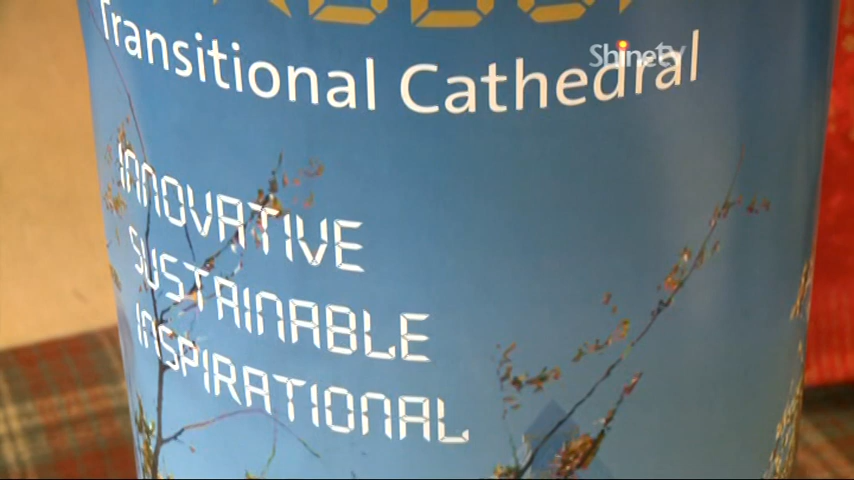 Shinetv
Transitional Cathedral
INNOVATIVE
SUSTAINABLE
INSPIRATIONAL